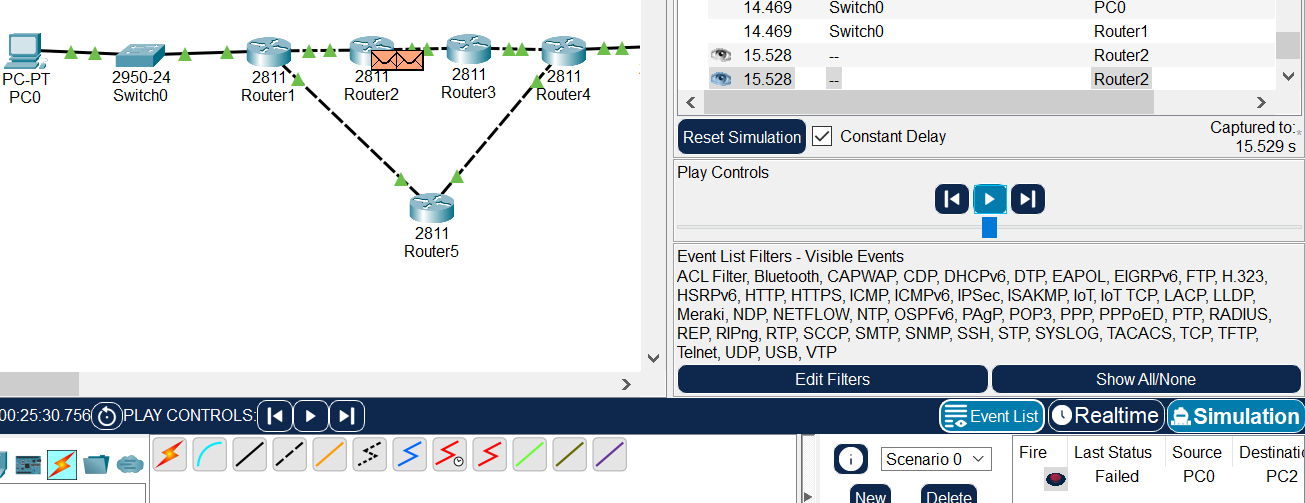 PC-PT
PC0
2950-24
Switch0
2811
Router1
2811
Router2
2811
Router3
2811
Router4
2811
Router5
14.469 Switch0 PC0
14.469 Switch0 Router1
15.528 -- Router2
15.528 -- Router2
Reset Simulation
Constant Delay
Captured to:
15.529 s
Play Controls
Event List Filters - Visible Events
ACL Filter, Bluetooth, CAPWAP, CDP, DHCPv6, DTP, EAPOL, EIGRPv6, FTP, H.323,
HSRPv6, HTTP, HTTPS, ICMP, ICMPv6, IPSec, ISAKMP, IoT, IoT TCP, LACP, LLDP,
Meraki, NDP, NETFLOW, NTP, OSPFv6, PAgP, POP3, PPP, PPPoED, PTP, RADIUS,
REP, RIPng, RTP, SCCP, SMTP, SNMP, SSH, STP, SYSLOG, TACACS, TCP, TFTP,
Telnet, UDP, USB, VTP
Edit Filters
Show All/None
00:25:30.756
PLAY CONTROLS:
Event List
Realtime
Simulation
Scenario 0
New
Delete
Fire Last Status Source Destinatio
Failed PC0 PC2